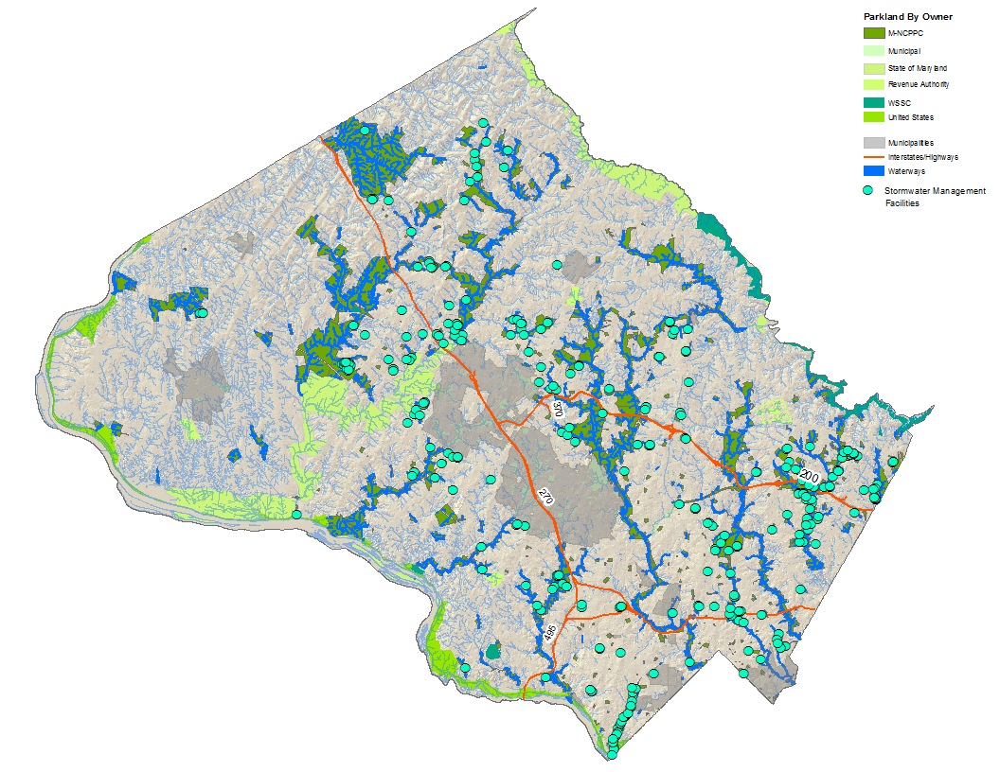 Parkland By Owner
M-NCPPC
Municipal
State of Maryland
Revenue Authority
WSSC
United States
Municipalities
Interstates/Highways
Waterways
Stormwater Management
Facilities
370
200
270
495